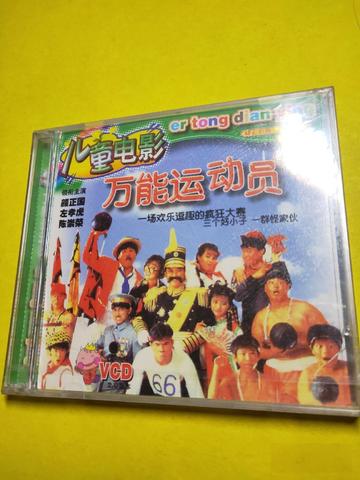 儿童电影
er tong dian ying
万能运动员
领衔主演
颜正国
左孝虎
陈崇荣
一场欢乐逗趣的疯狂大赛
三个好小子 一群怪家伙
VCD
66